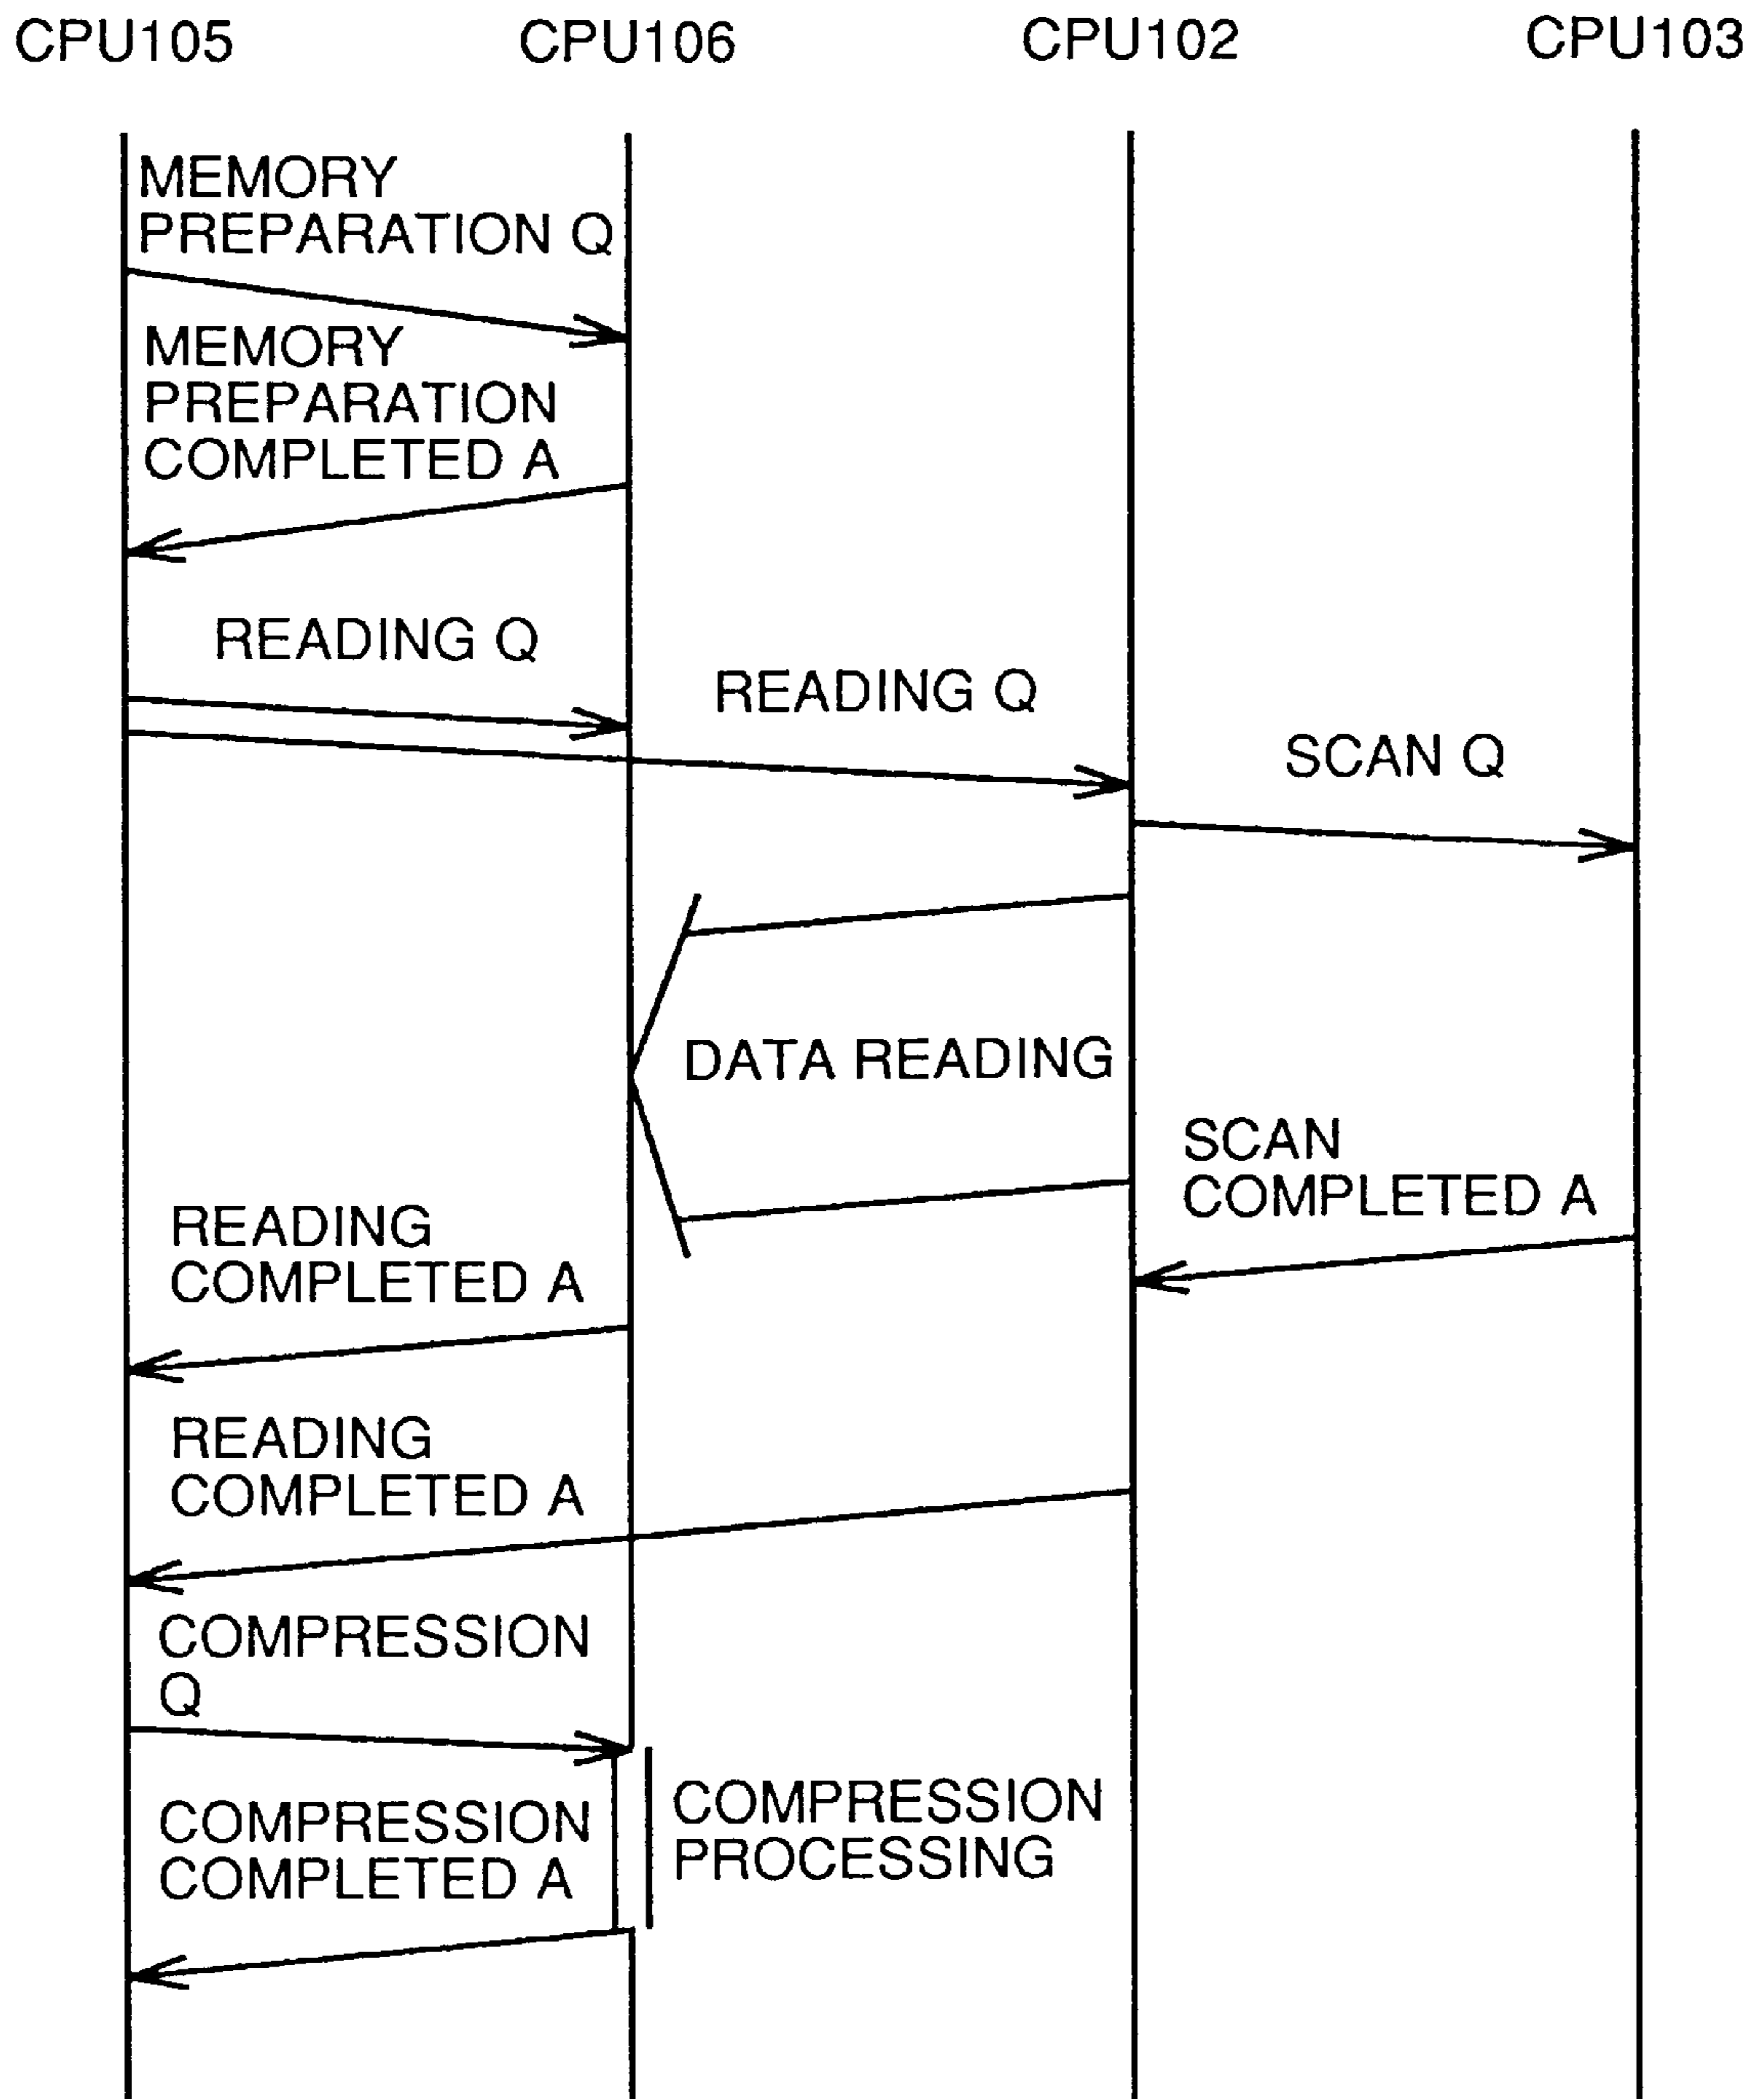 CPU105 CPU106 CPU102 CPU103
MEMORY
PREPARATION Q
MEMORY
PREPARATION
COMPLETED A
READING Q
READING Q
SCAN Q
DATA READING
SCAN
COMPLETED A
READING
COMPLETED A
READING
COMPLETED A
COMPRESSION
Q
COMPRESSION
PROCESSING
COMPRESSION
COMPLETED A